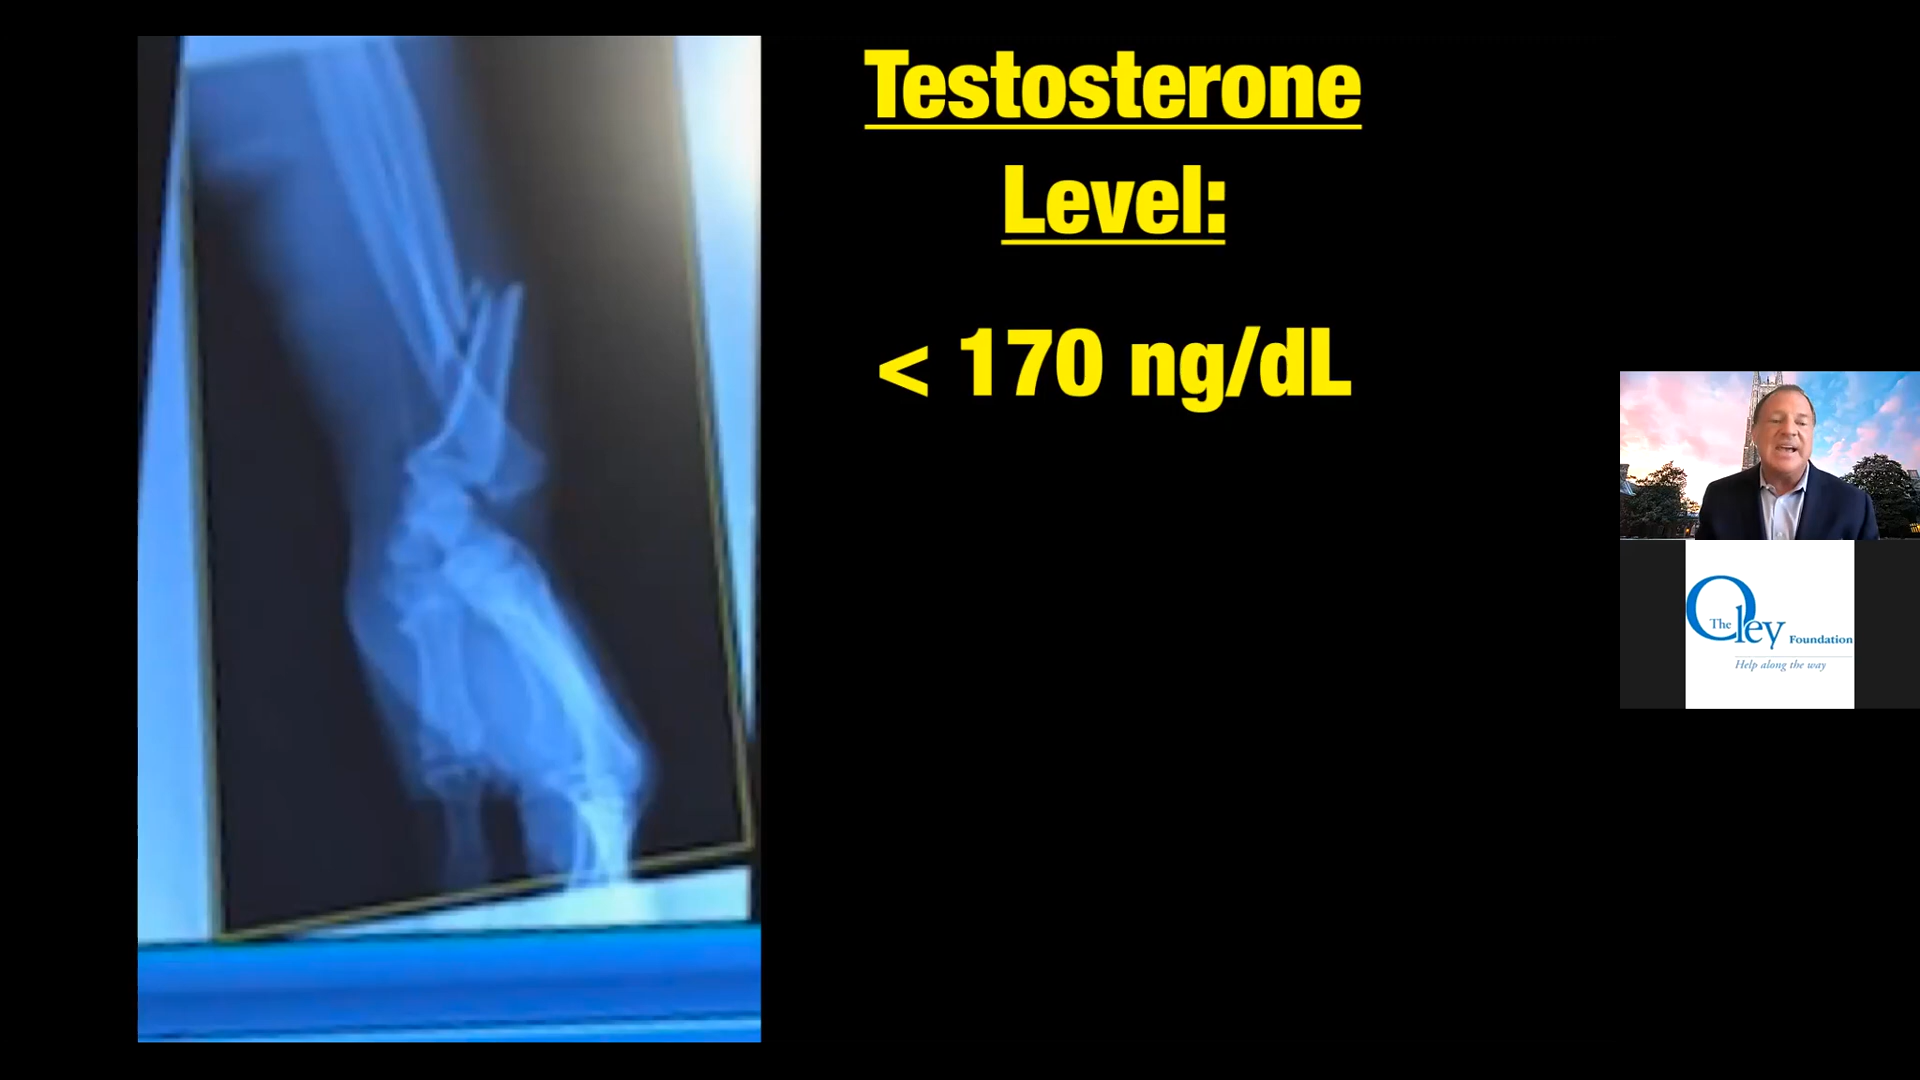 Testosterone
Level:
< 170 ng/dL
The Oley Foundation
Help along the way